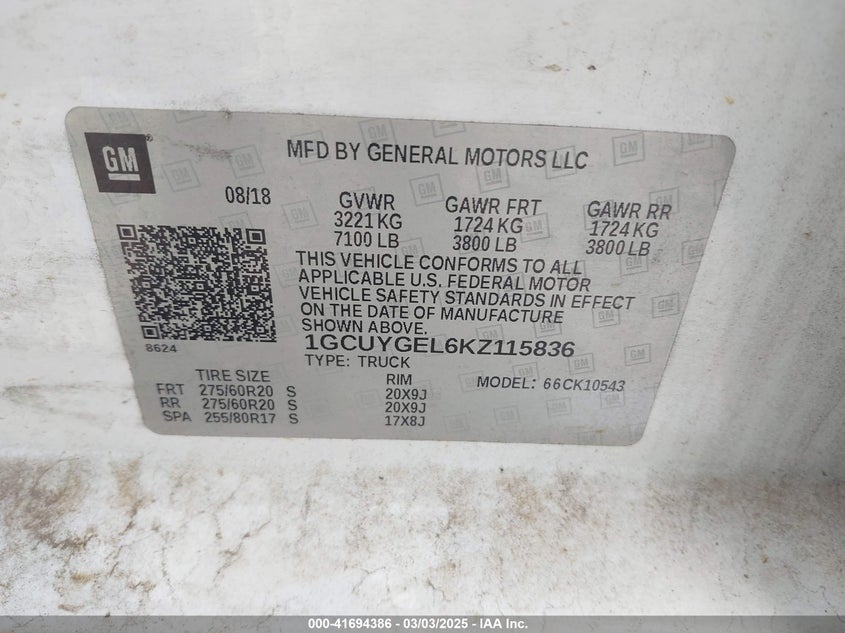 GM
MFD BY GENERAL MOTORS LLC
08/18
GVWR
3221 KG
7100 LB
GAWR FRT
1724 KG
3800 LB
GAWR RR
1724 KG
3800 LB
THIS VEHICLE CONFORMS TO ALL
APPLICABLE U.S. FEDERAL MOTOR
VEHICLE SAFETY STANDARDS IN EFFECT
ON THE DATE OF MANUFACTURE
SHOWN ABOVE.
8624
1GCUYGEL6KZ115836
TYPE: TRUCK
TIRE SIZE RIM MODEL: 66CK10543
FRT 275/60R20 S 20X9J
RR 275/60R20 S 20X9J
SPA 255/80R17 S 17X8J
000-41694386 - 03/03/2025 - IAA Inc.